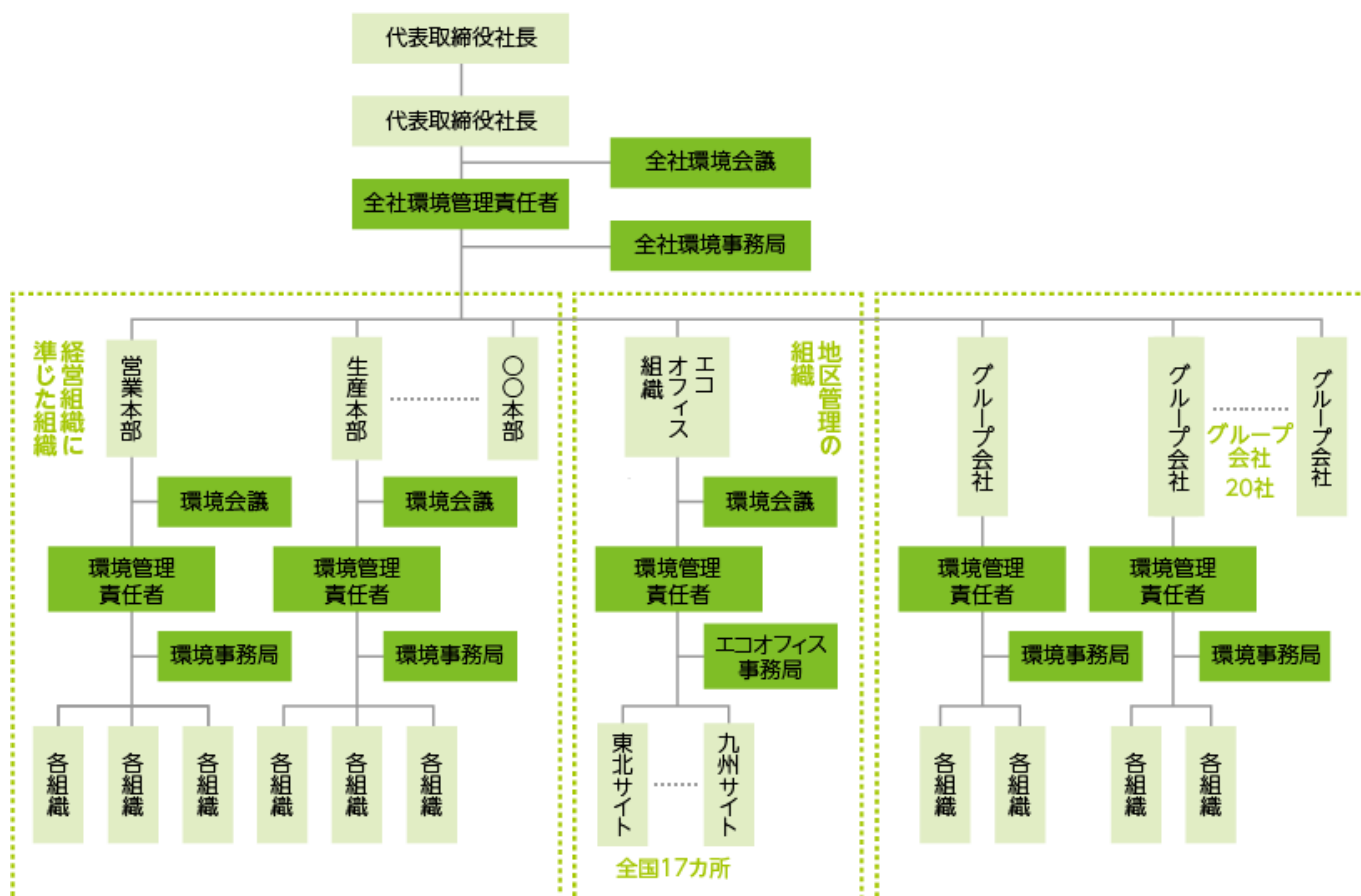 代表取締役社長
代表取締役社長
全社環境会議
全社環境管理責任者
全社環境事務局
経営組織に
準じた組織
営業本部
生産本部
〇〇本部
環境会議
環境会議
環境管理
責任者
環境管理
責任者
環境事務局
環境事務局
各組織
各組織
各組織
各組織
各組織
各組織
地区管理の
組織
エコ
オフィス
組織
環境会議
環境管理
責任者
エコオフィス
事務局
東北サイト
九州サイト
全国17カ所
グループ会社
グループ会社
グループ会社
グループ
会社
20社
環境管理
責任者
環境管理
責任者
環境事務局
環境事務局
各組織
各組織
各組織
各組織